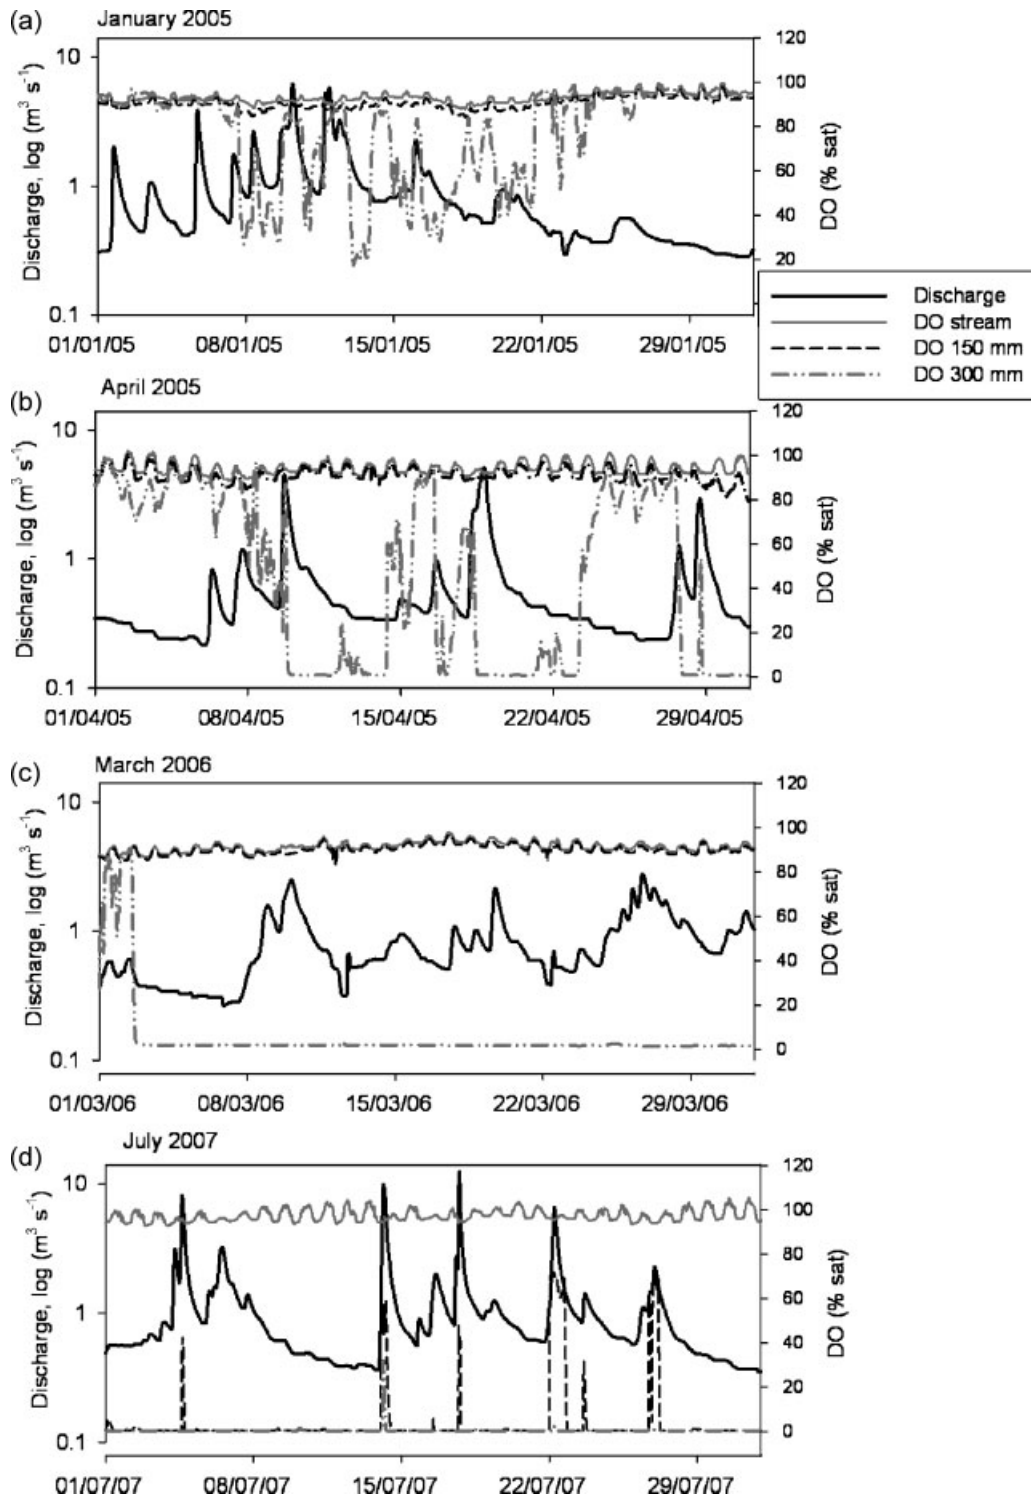 (a) January 2005
Discharge, log (m³ s⁻¹)
10
1
0.1
120
100
80
60
40
20
DO (% sat)
01/01/05 08/01/05 15/01/05 22/01/05 29/01/05
Discharge
DO stream
DO 150 mm
DO 300 mm
(b) April 2005
Discharge, log (m³ s⁻¹)
10
1
0.1
120
100
80
60
40
20
0
DO (% sat)
01/04/05 08/04/05 15/04/05 22/04/05 29/04/05
(c) March 2006
Discharge, log (m³ s⁻¹)
10
1
0.1
120
100
80
60
40
20
0
DO (% sat)
01/03/06 08/03/06 15/03/06 22/03/06 29/03/06
(d) July 2007
Discharge, log (m³ s⁻¹)
10
1
0.1
120
100
80
60
40
20
0
DO (% sat)
01/07/07 08/07/07 15/07/07 22/07/07 29/07/07